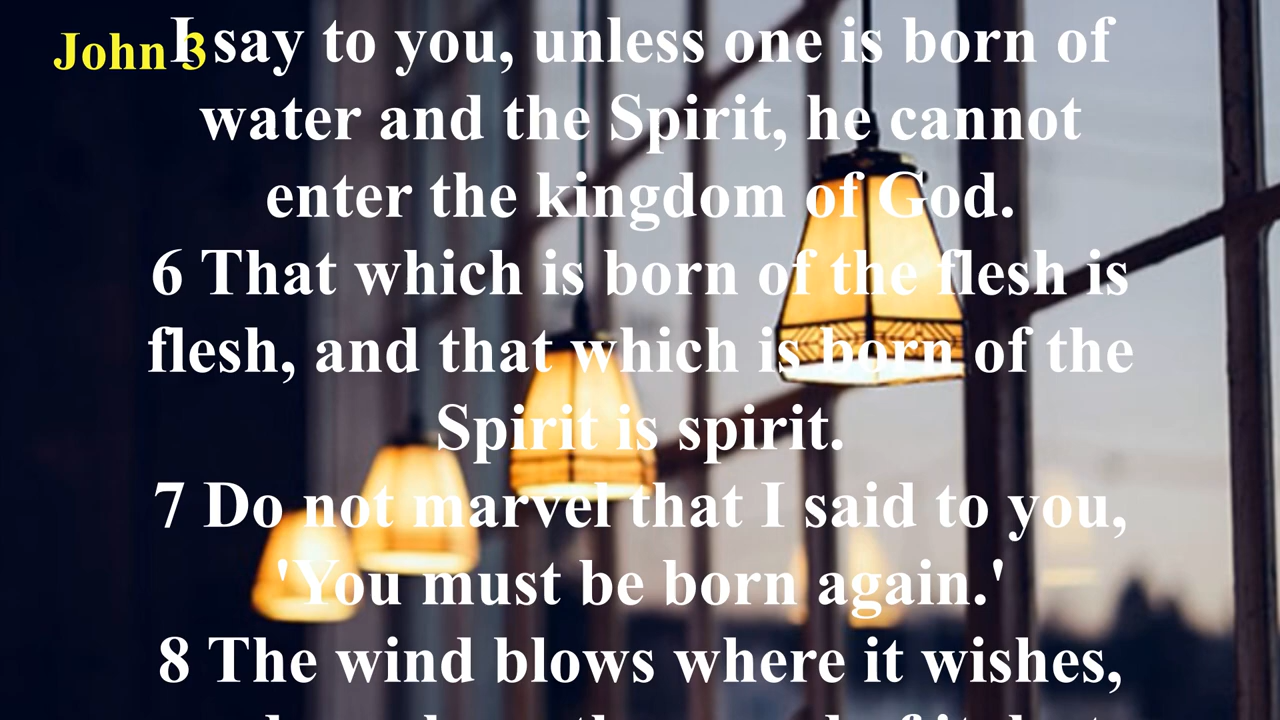 John 3
I say to you, unless one is born of
water and the Spirit, he cannot
enter the kingdom of God.
6 That which is born of the flesh is
flesh, and that which is born of the
Spirit is spirit.
7 Do not marvel that I said to you,
'You must be born again.'
8 The wind blows where it wishes,